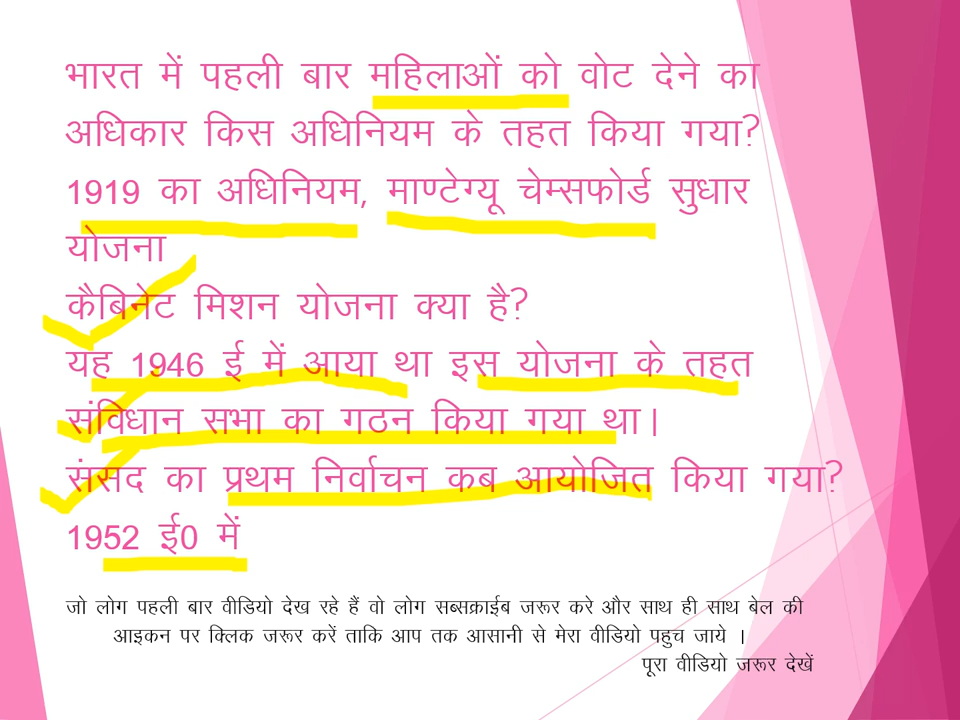 भारत में पहली बार महिलाओं को वोट देने का
अधिकार किस अधिनियम के तहत किया गया?
1919 का अधिनियम, माण्टेग्यू चेम्सफोर्ड सुधार
योजना
कैबिनेट मिशन योजना क्या है?
यह 1946 ई में आया था इस योजना के तहत
संविधान सभा का गठन किया गया था।
संसद का प्रथम निर्वाचन कब आयोजित किया गया?
1952 ई0 में
जो लोग पहली बार वीडियो देख रहे हैं वो लोग सब्सक्राईब जरूर करे और साथ ही साथ बेल की
आइकन पर क्लिक जरूर करें ताकि आप तक आसानी से मेरा वीडियो पहुच जाये ।
पूरा वीडियो जरूर देखें